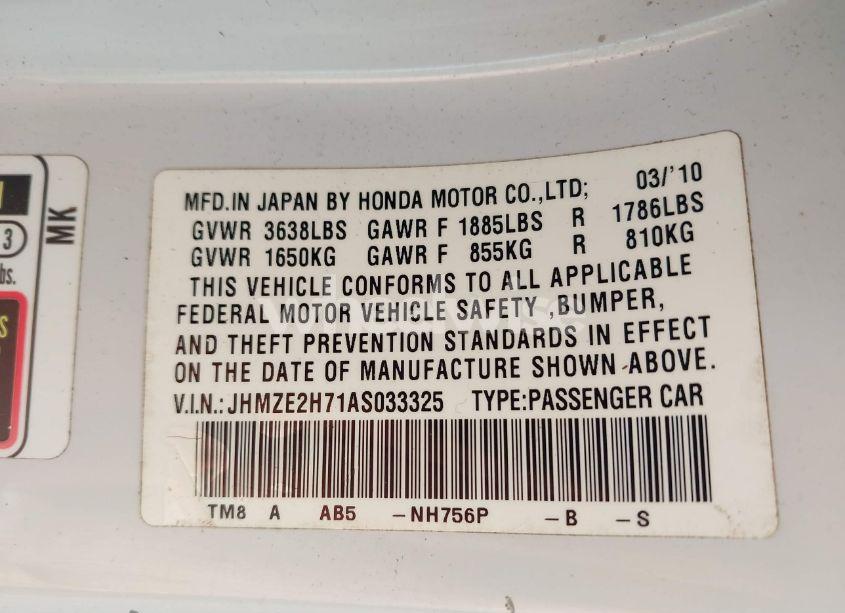 MFD.IN JAPAN BY HONDA MOTOR CO.,LTD; 03/'10
GVWR 3638LBS GAWR F 1885LBS R 1786LBS
GVWR 1650KG GAWR F 855KG R 810KG
THIS VEHICLE CONFORMS TO ALL APPLICABLE
FEDERAL MOTOR VEHICLE SAFETY ,BUMPER,
AND THEFT PREVENTION STANDARDS IN EFFECT
ON THE DATE OF MANUFACTURE SHOWN ABOVE.
V.I.N.: JHMZE2H71AS033325 TYPE:PASSENGER CAR
TM8 A AB5 -NH756P -B -S
MK
3
bs.
S